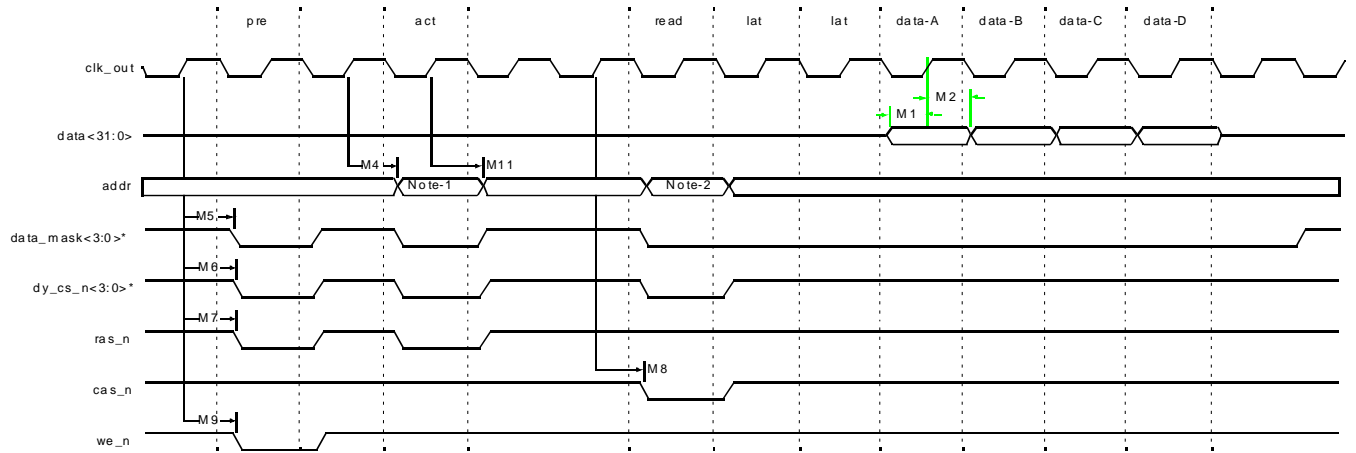 pre act read lat lat data-A data-B data-C data-D
clk_out
M2
M1
data<31:0>
M4 M11
addr Note-1 Note-2
M5
data_mask<3:0>*
M6
dy_cs_n<3:0>*
M7
ras_n
M8
cas_n
M9
we_n